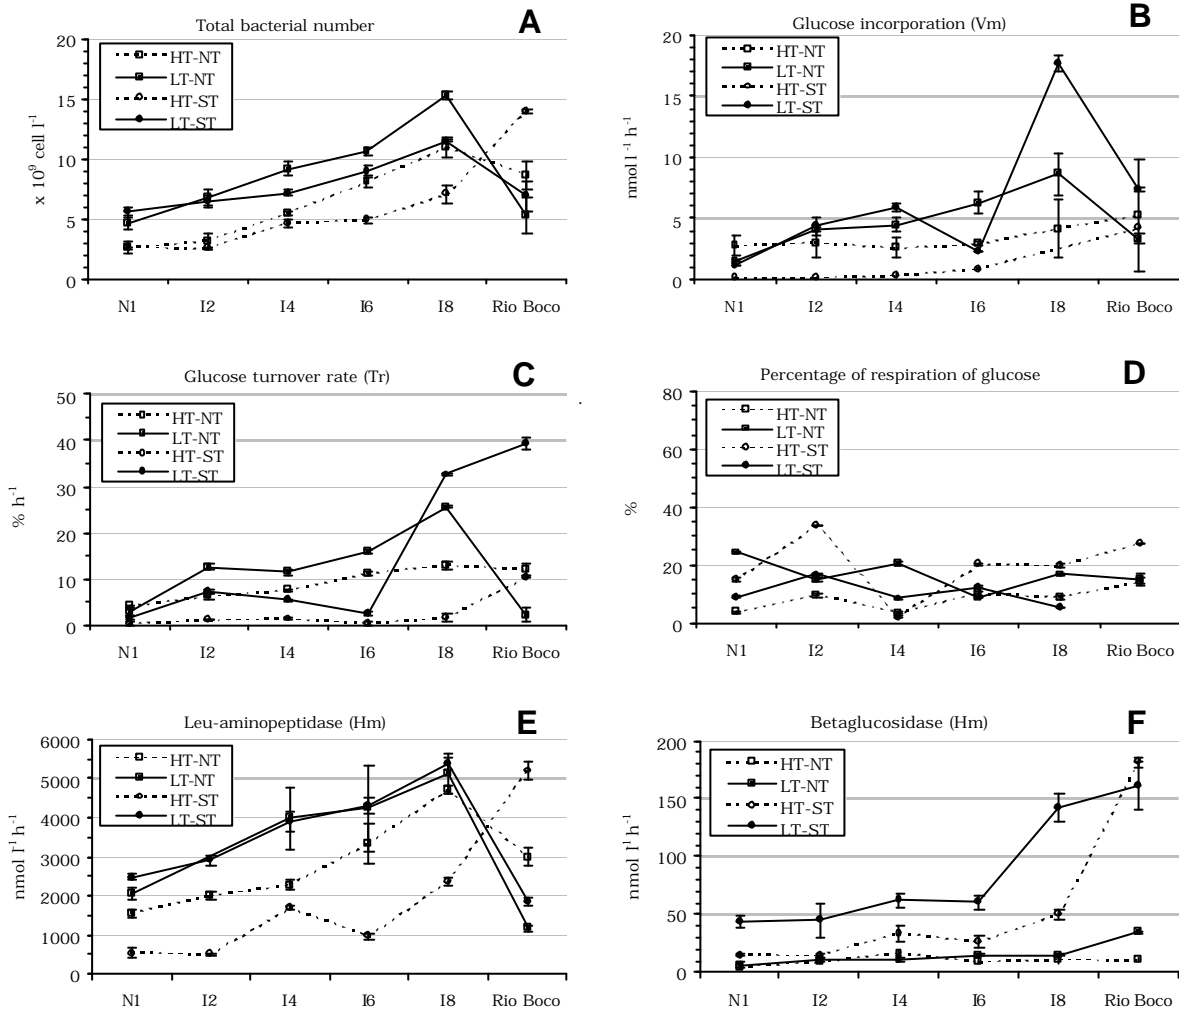 Total bacterial number
A
20
15
10
5
0
x 10⁹ cell l⁻¹
HT-NT
LT-NT
HT-ST
LT-ST
N1 I2 I4 I6 I8 Rio Boco
Glucose incorporation (Vm)
B
20
15
10
5
0
nmol l⁻¹ h⁻¹
HT-NT
LT-NT
HT-ST
LT-ST
N1 I2 I4 I6 I8 Rio Boco
Glucose turnover rate (Tr)
C
50
40
30
20
10
0
% h⁻¹
HT-NT
LT-NT
HT-ST
LT-ST
N1 I2 I4 I6 I8 Rio Boco
Percentage of respiration of glucose
D
80
60
40
20
0
%
HT-NT
LT-NT
HT-ST
LT-ST
N1 I2 I4 I6 I8 Rio Boco
Leu-aminopeptidase (Hm)
E
6000
5000
4000
3000
2000
1000
0
nmol l⁻¹h⁻¹
HT-NT
LT-NT
HT-ST
LT-ST
N1 I2 I4 I6 I8 Rio Boco
Betaglucosidase (Hm)
F
200
150
100
50
0
nmol l⁻¹h⁻¹
HT-NT
LT-NT
HT-ST
LT-ST
N1 I2 I4 I6 I8 Rio Boco